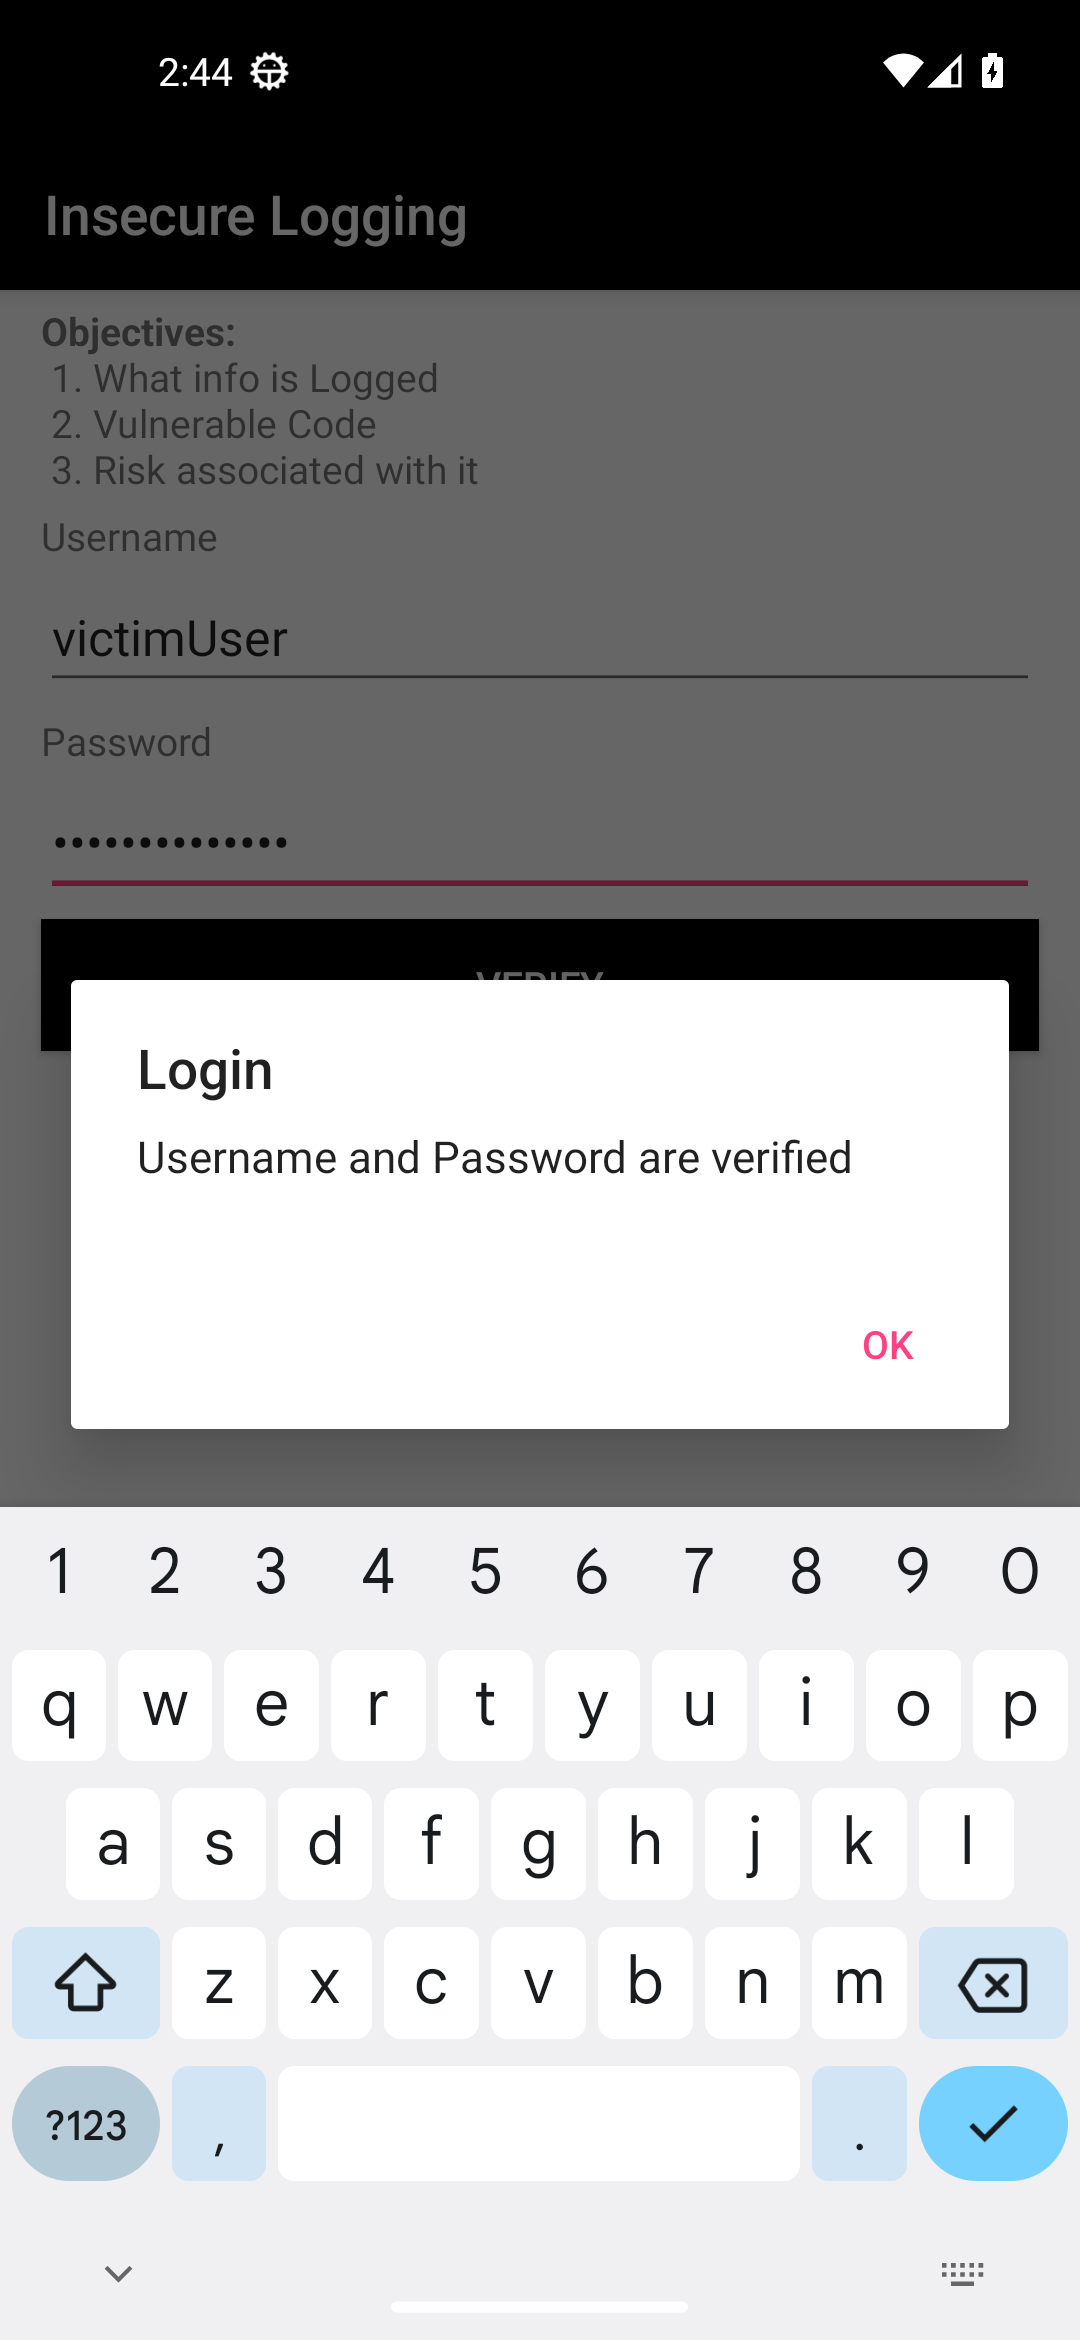 2:44
Insecure Logging
Objectives:
1. What info is Logged
2. Vulnerable Code
3. Risk associated with it
Username
victimUser
Password
••••••••••••••
VERIFY
Login
Username and Password are verified
OK
1 2 3 4 5 6 7 8 9 0
q w e r t y u i o p
a s d f g h j k l
z x c v b n m
?123 , .